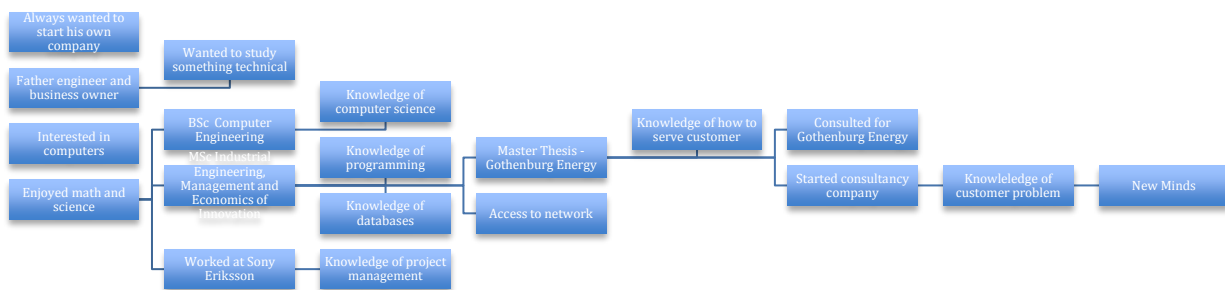 Always wanted to
start his own
company
Father engineer and
business owner
Interested in
computers
Enjoyed math and
science
Wanted to study
something technical
BSc Computer
Engineering
MSc Industrial
Engineering,
Management and
Economics of
Innovation
Worked at Sony
Eriksson
Knowledge of
computer science
Knowledge of
programming
Knowledge of
databases
Knowledge of project
management
Master Thesis -
Gothenburg Energy
Access to network
Knowledge of how to
serve customer
Consulted for
Gothenburg Energy
Started consultancy
company
Knowleledge of
customer problem
New Minds